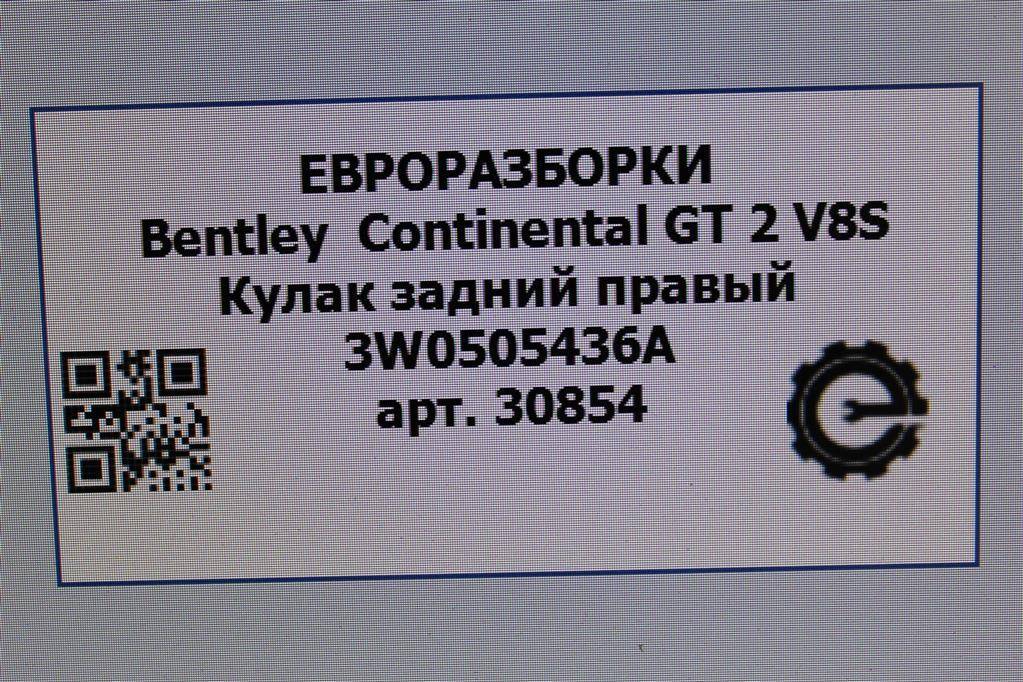 ЕВРОРАЗБОРКИ
Bentley Continental GT 2 V8S
Кулак задний правый
3W0505436A
арт. 30854